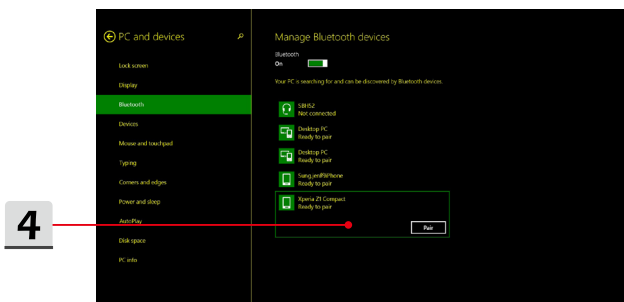 PC and devices
Lock screen
Display
Bluetooth
Devices
Mouse and touchpad
Typing
Corners and edges
Power and sleep
AutoPlay
Disk space
PC info
Manage Bluetooth devices
Bluetooth
On
Your PC is searching for and can be discovered by Bluetooth devices.
SBH52
Not connected
Desktop PC
Ready to pair
Desktop PC
Ready to pair
Ready to pair
Xperia Z1 Compact
Ready to pair
Pair
4